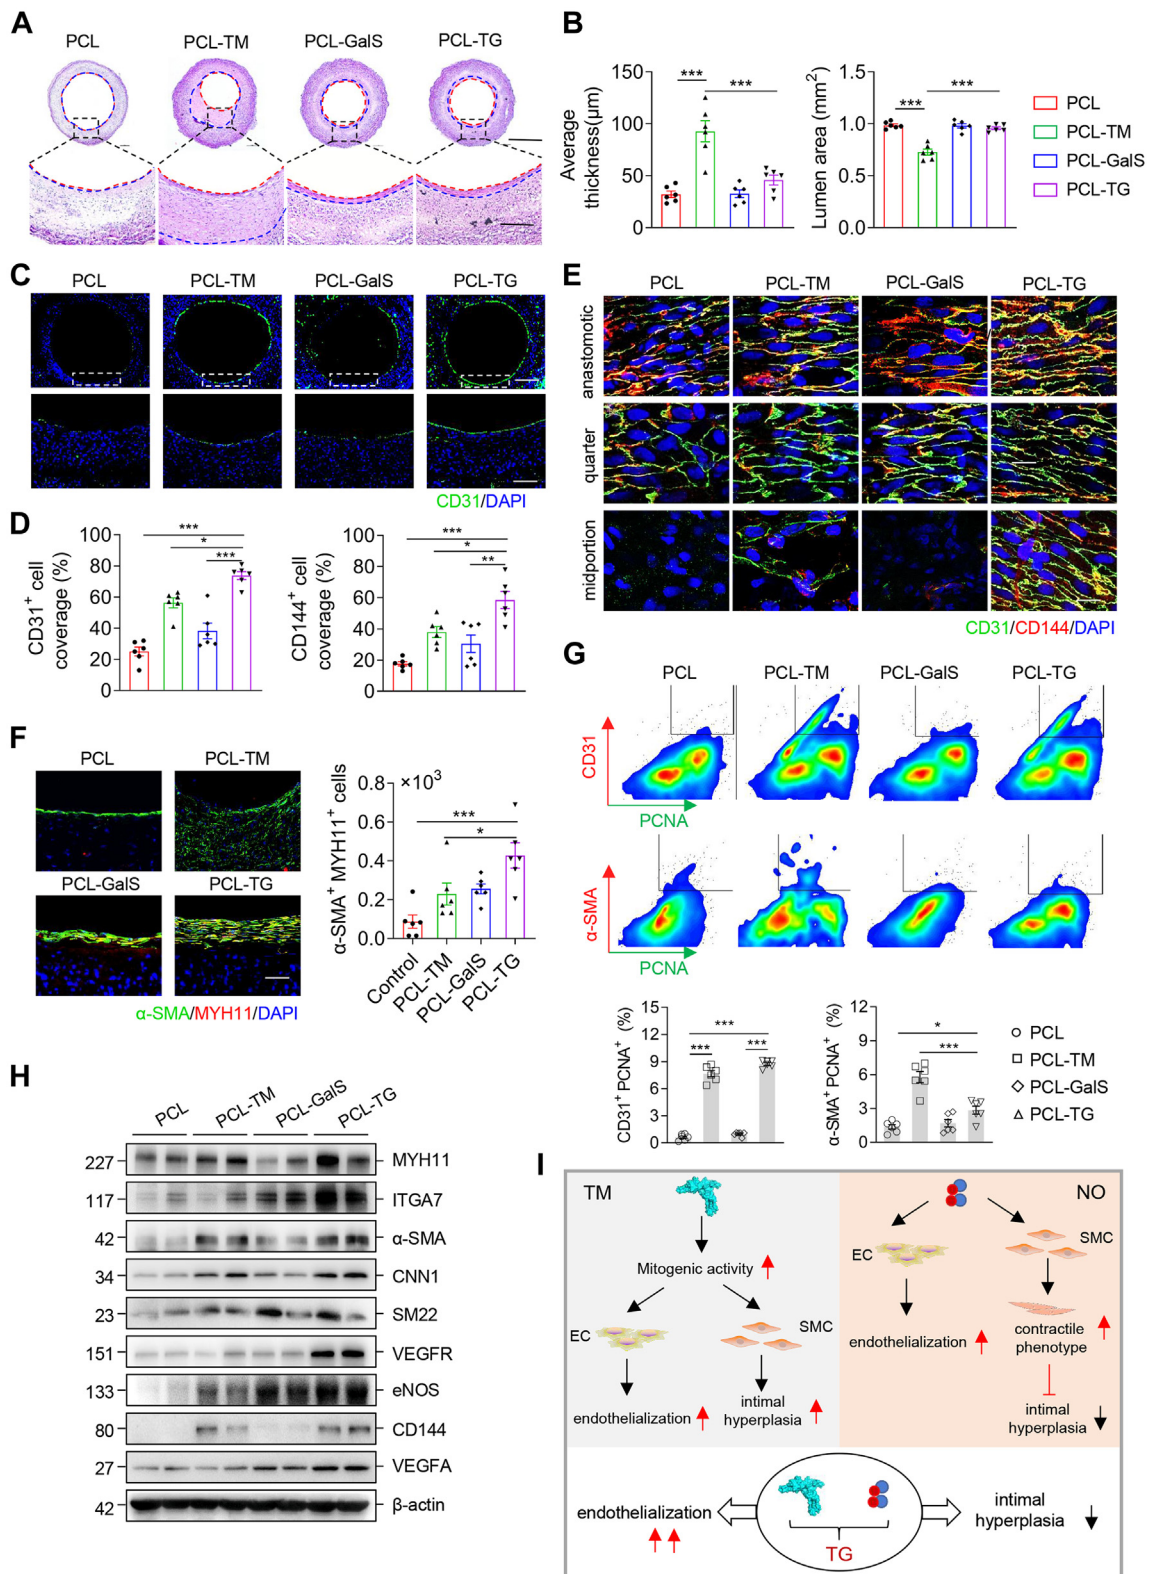 A
PCL
PCL-TM
PCL-GalS
PCL-TG
B
Average
thickness(μm)
150
100
50
0
***
***
Lumen area (mm²)
1.5
1.0
0.5
0.0
***
***
PCL
PCL-TM
PCL-GalS
PCL-TG
C
PCL
PCL-TM
PCL-GalS
PCL-TG
CD31/DAPI
D
CD31⁺ cell
coverage (%)
100
80
60
40
20
0
***
*
***
CD144⁺ cell
coverage (%)
100
80
60
40
20
0
***
*
**
E
PCL
PCL-TM
PCL-GalS
PCL-TG
anastomotic
quarter
midportion
CD31/CD144/DAPI
F
PCL
PCL-TM
PCL-GalS
PCL-TG
α-SMA/MYH11/DAPI
α-SMA⁺ MYH11⁺ cells
×10³
0.8
0.6
0.4
0.2
0.0
***
*
Control
PCL-TM
PCL-GalS
PCL-TG
G
PCL
PCL-TM
PCL-GalS
PCL-TG
CD31
PCNA
α-SMA
PCNA
CD31⁺PCNA⁺ (%)
15
12
9
6
3
0
***
***
***
α-SMA⁺PCNA⁺ (%)
15
12
9
6
3
0
*
***
PCL
PCL-TM
PCL-GalS
PCL-TG
H
PCL
PCL-TM
PCL-GalS
PCL-TG
227 MYH11
117 ITGA7
42 α-SMA
34 CNN1
23 SM22
151 VEGFR
133 eNOS
80 CD144
27 VEGFA
42 β-actin
I
TM
Mitogenic activity
EC
SMC
endothelialization
intimal
hyperplasia
NO
EC
SMC
endothelialization
contractile
phenotype
intimal
hyperplasia
endothelialization
TG
intimal
hyperplasia